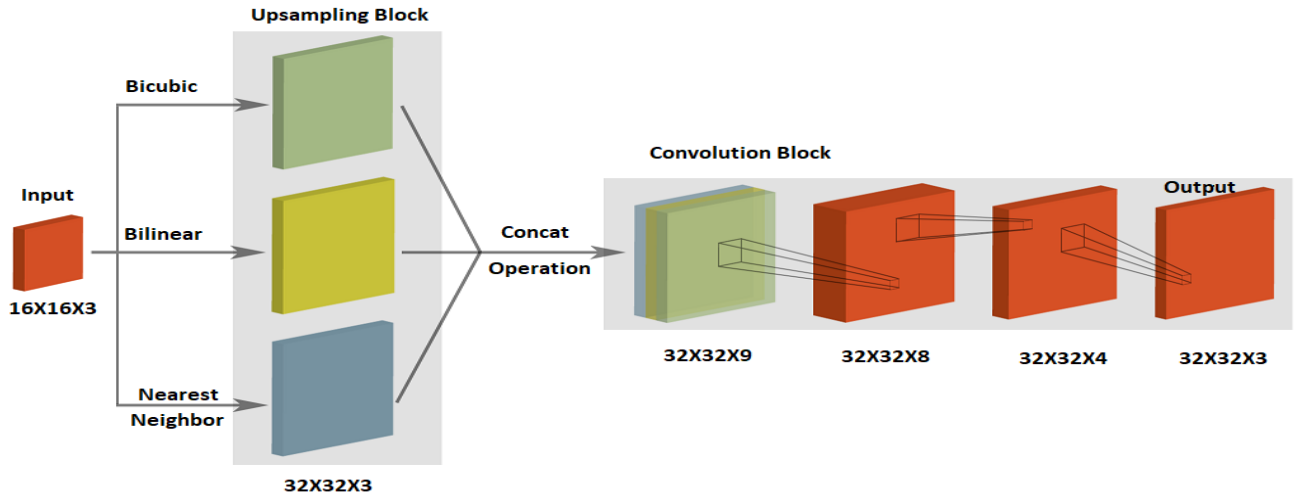 Upsampling Block
Bicubic
Input
Bilinear
16X16X3
Nearest
Neighbor
32X32X3
Concat
Operation
Convolution Block
Output
32X32X9
32X32X8
32X32X4
32X32X3